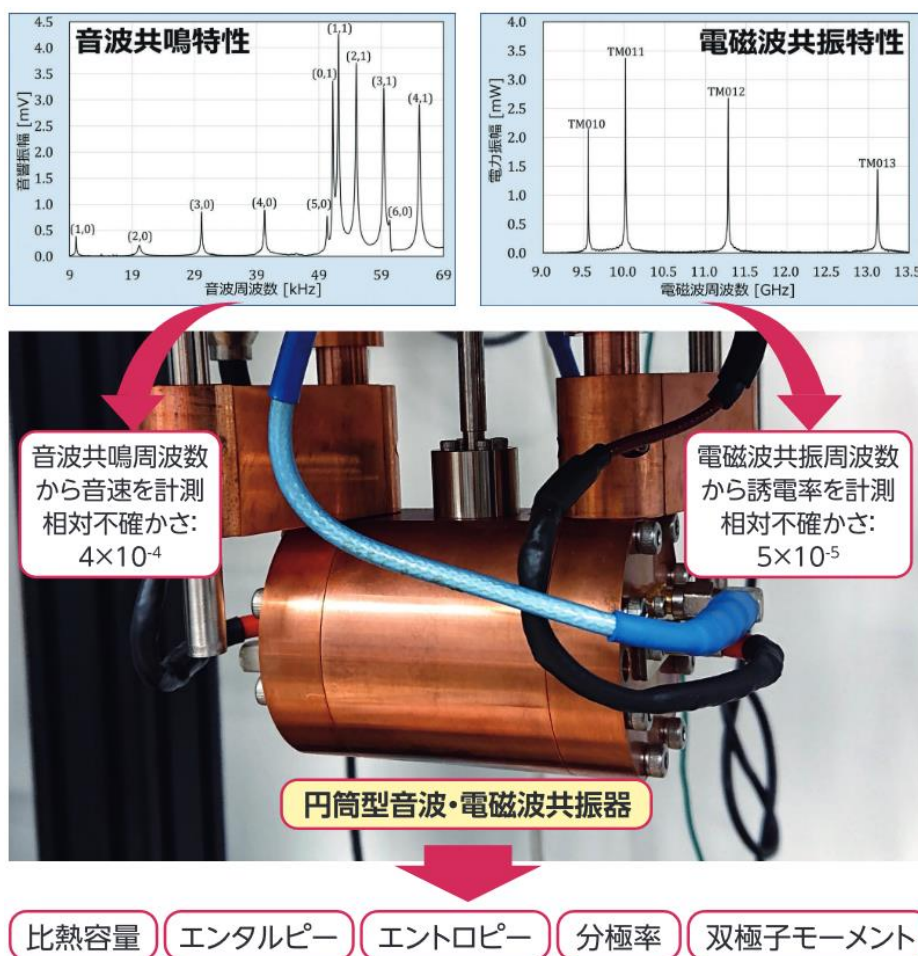 音波共鳴特性
音響振幅 [mV]
4.5
4.0
3.5
3.0
2.5
2.0
1.5
1.0
0.5
0.0
(1,0)
(2,0)
(3,0)
(4,0)
(5,0)
(0,1)
(1,1)
(2,1)
(3,1)
(6,0)
(4,1)
9 19 29 39 49 59 69
音波周波数 [kHz]
電磁波共振特性
電力振幅 [mW]
4.0
3.5
3.0
2.5
2.0
1.5
1.0
0.5
0.0
TM010
TM011
TM012
TM013
9.0 9.5 10.0 10.5 11.0 11.5 12.0 12.5 13.0 13.5
電磁波周波数 [GHz]
音波共鳴周波数
から音速を計測
相対不確かさ:
4×10⁻⁴
電磁波共振周波数
から誘電率を計測
相対不確かさ:
5×10⁻⁵
円筒型音波・電磁波共振器
比熱容量 エンタルピー エントロピー 分極率 双極子モーメント